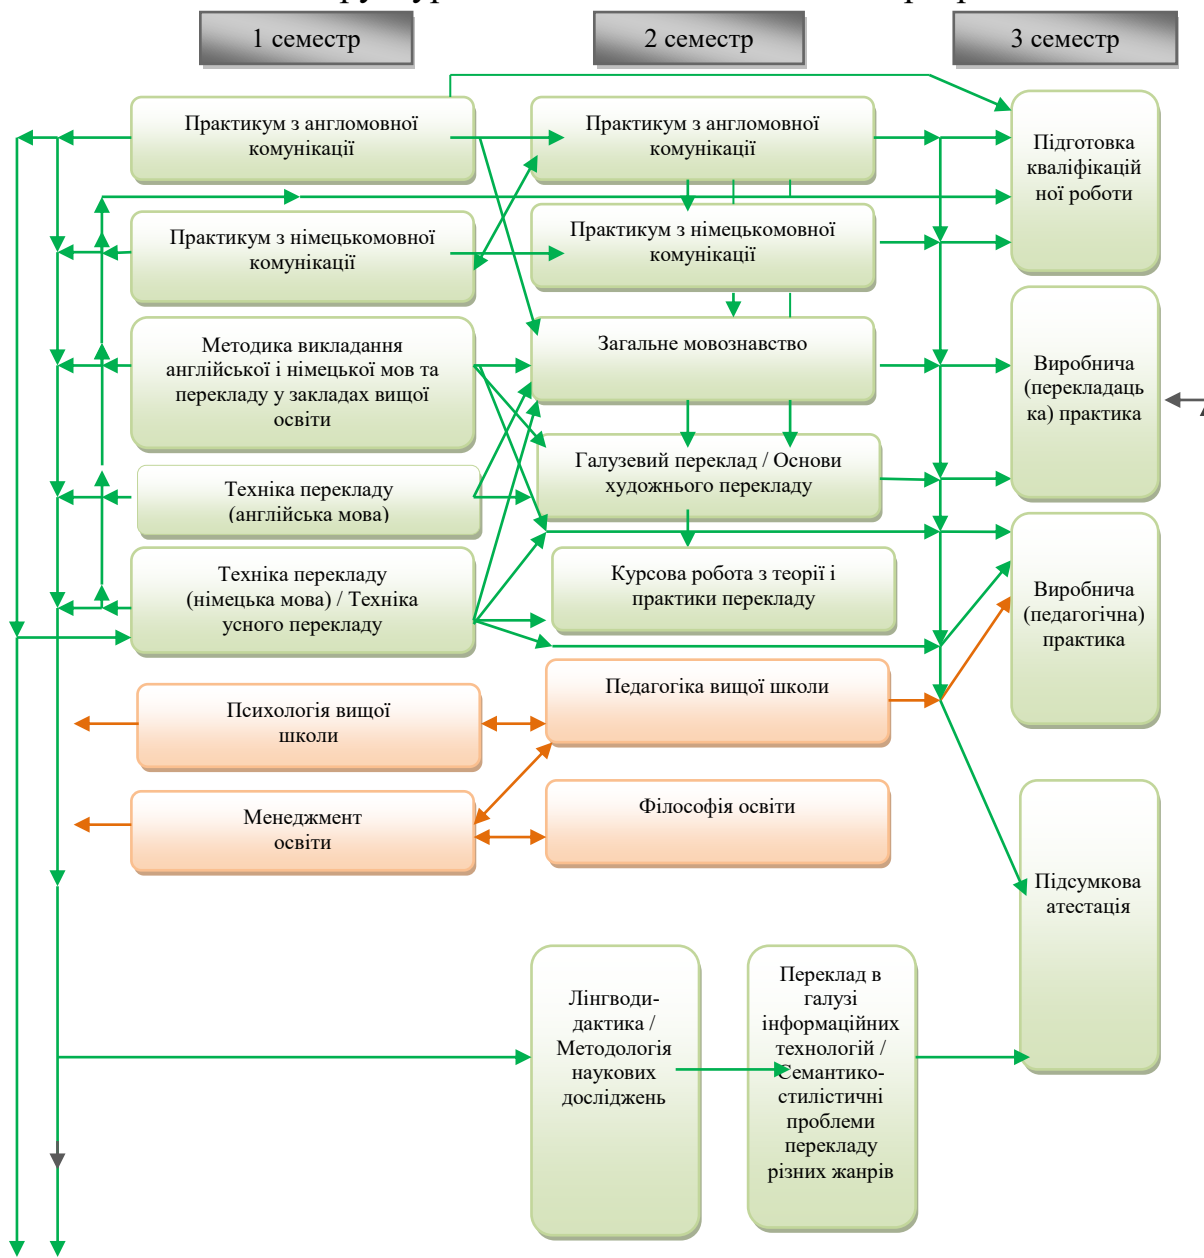 1 семестр
2 семестр
3 семестр
Практикум з англомовної
комунікації
Практикум з німецькомовної
комунікації
Методика викладання
англійської і німецької мов та
перекладу у закладах вищої
освіти
Техніка перекладу
(англійська мова)
Техніка перекладу
(німецька мова) / Техніка
усного перекладу
Психологія вищої
школи
Менеджмент
освіти
Практикум з англомовної
комунікації
Практикум з німецькомовної
комунікації
Загальне мовознавство
Галузевий переклад / Основи
художнього перекладу
Курсова робота з теорії і
практики перекладу
Педагогіка вищої школи
Філософія освіти
Лінгводи-
дактика /
Методологія
наукових
досліджень
Переклад в
галузі
інформаційних
технологій /
Семантико-
стилістичні
проблеми
перекладу
різних жанрів
Підготовка
кваліфікацій
ної роботи
Виробнича
(перекладаць
ка) практика
Виробнича
(педагогічна)
практика
Підсумкова
атестація